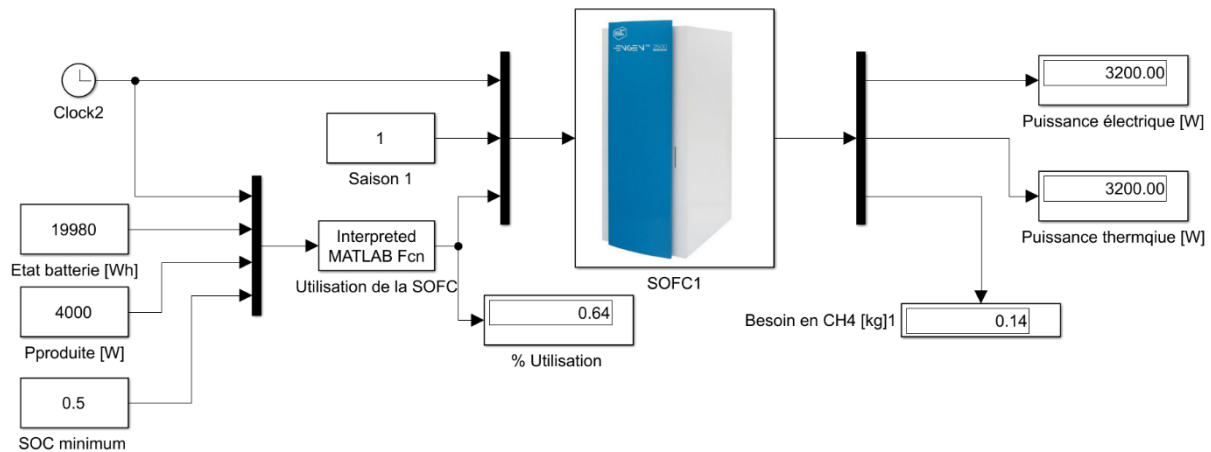 Clock2
1
Saison 1
19980
Etat batterie [Wh]
4000
Pproduite [W]
0.5
SOC minimum
Interpreted
MATLAB Fcn
Utilisation de la SOFC
0.64
% Utilisation
ENGEN 2500
SOFC1
3200.00
Puissance électrique [W]
3200.00
Puissance thermqiue [W]
Besoin en CH4 [kg]1
0.14